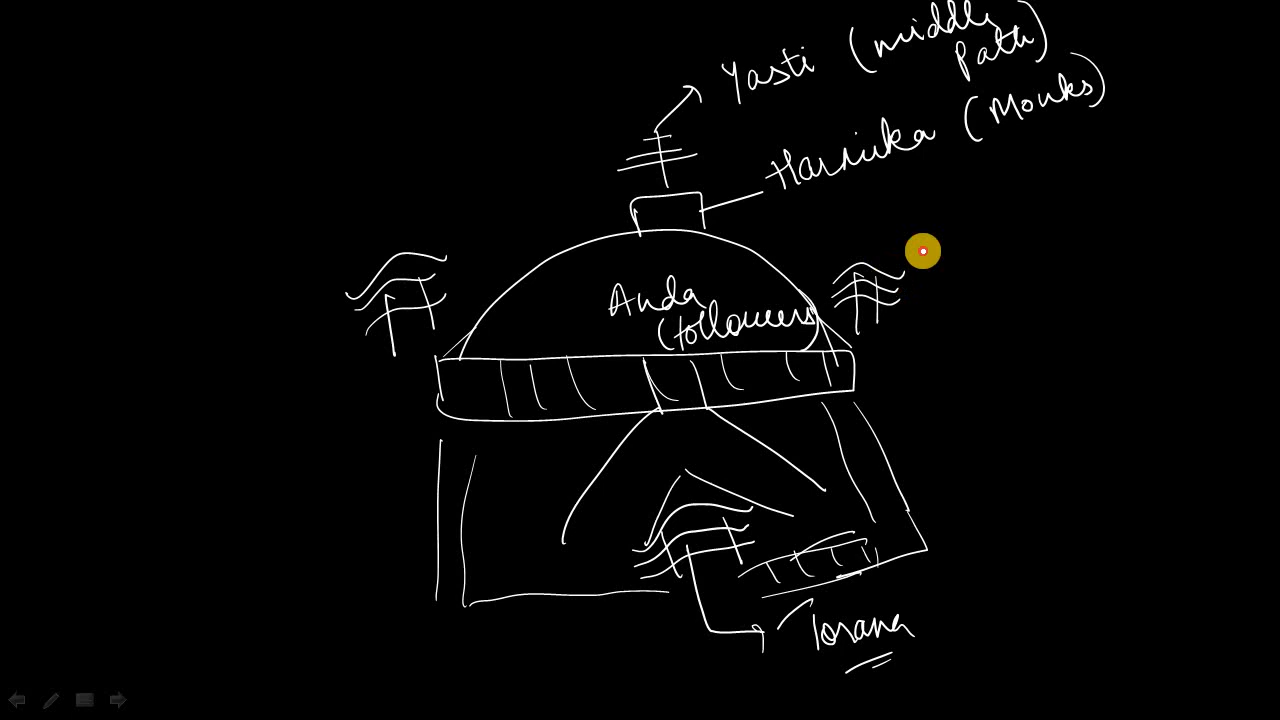 Yasti (middle
Path)
Harmika (Monks)
Anda
(followers)
Torana